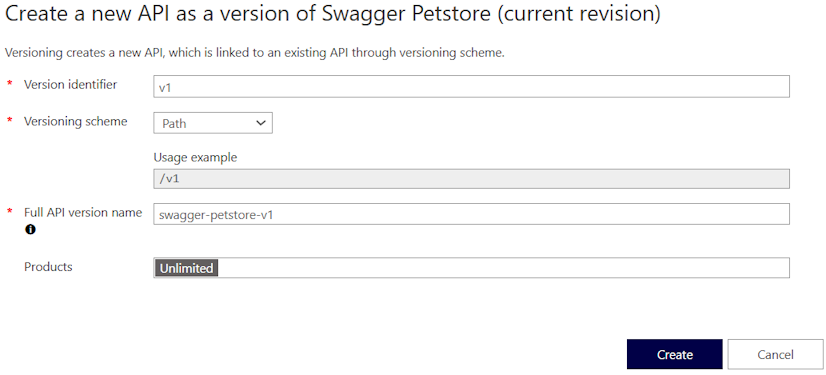 Create a new API as a version of Swagger Petstore (current revision)
Versioning creates a new API, which is linked to an existing API through versioning scheme.
* Version identifier
v1
* Versioning scheme
Path
Usage example
/v1
* Full API version name
swagger-petstore-v1
Products
Unlimited
Create
Cancel